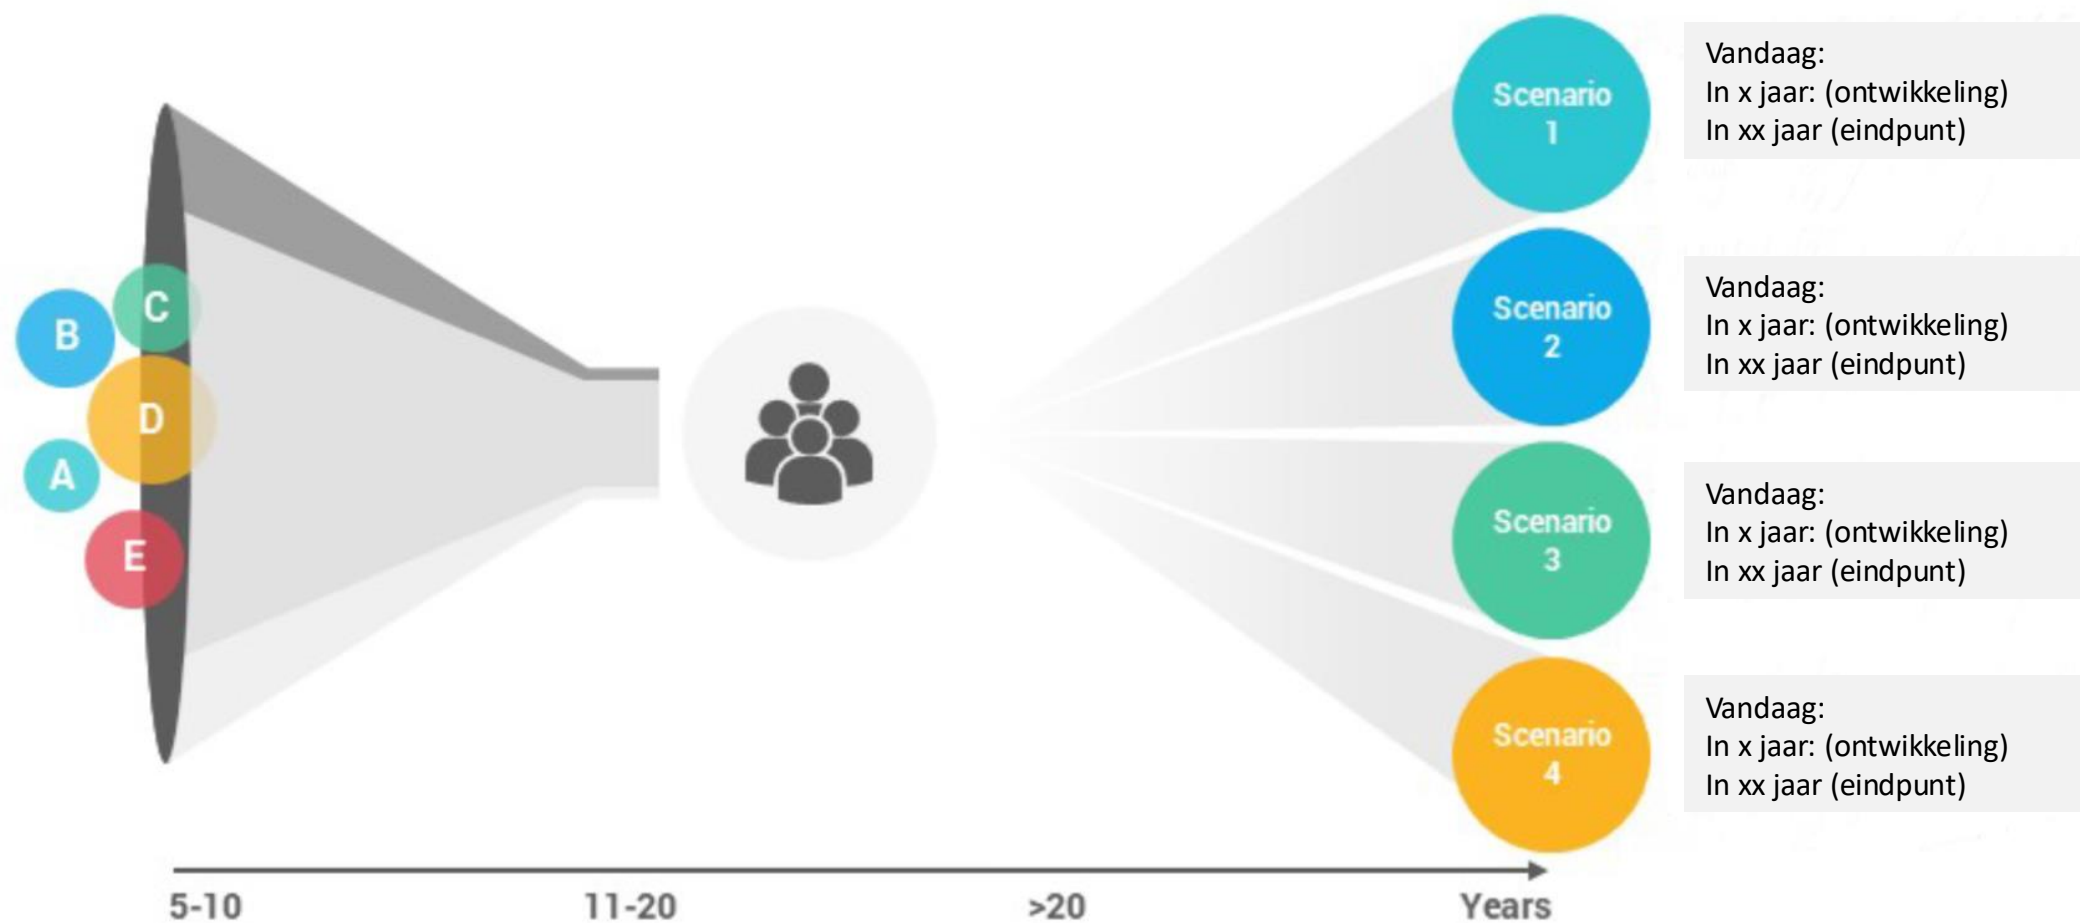 B
C
D
A
E
Scenario
1
Vandaag:
In x jaar: (ontwikkeling)
In xx jaar (eindpunt)
Scenario
2
Vandaag:
In x jaar: (ontwikkeling)
In xx jaar (eindpunt)
Scenario
3
Vandaag:
In x jaar: (ontwikkeling)
In xx jaar (eindpunt)
Scenario
4
Vandaag:
In x jaar: (ontwikkeling)
In xx jaar (eindpunt)
5-10 11-20 >20 Years